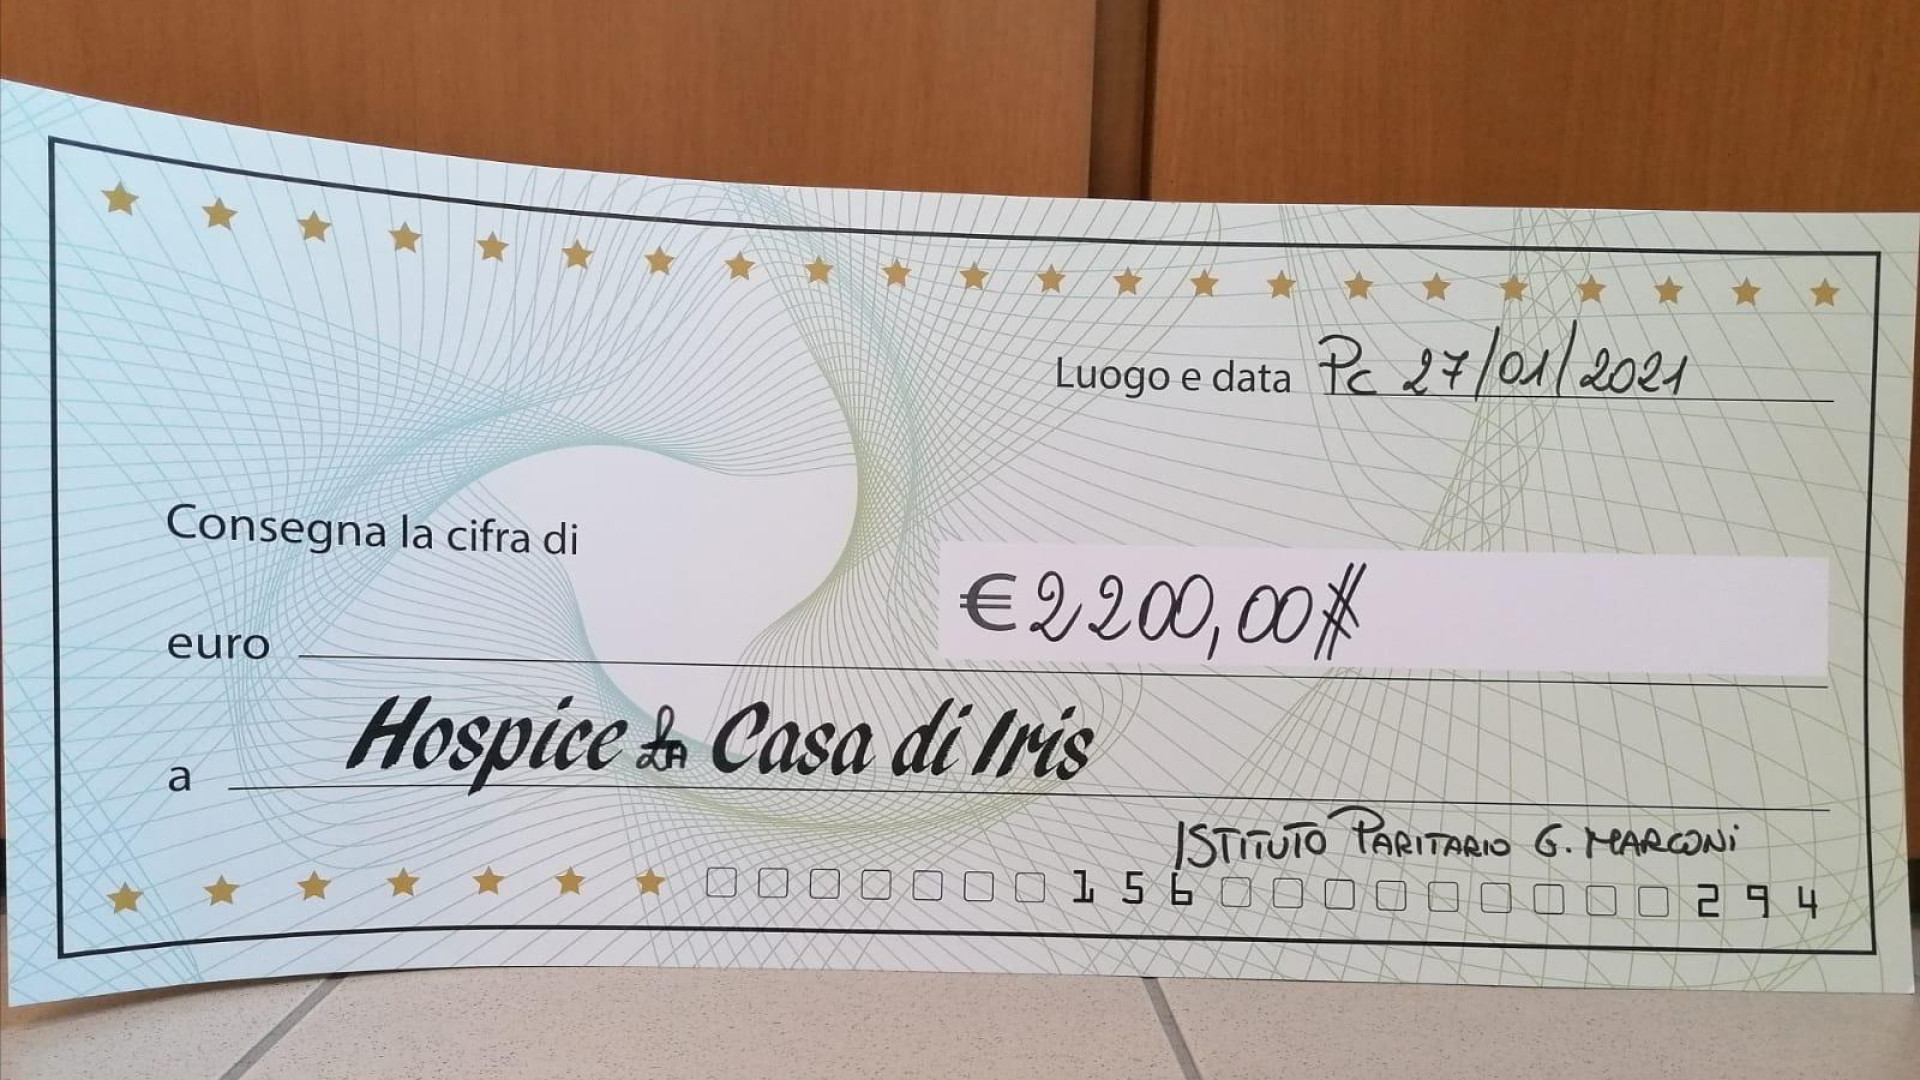 Luogo e data Pc 27/01/2021
Consegna la cifra di
€ 2200,00#
euro
a Hospice La Casa di Iris
ISTITUTO PARITARIO G. MARCONI
156 294